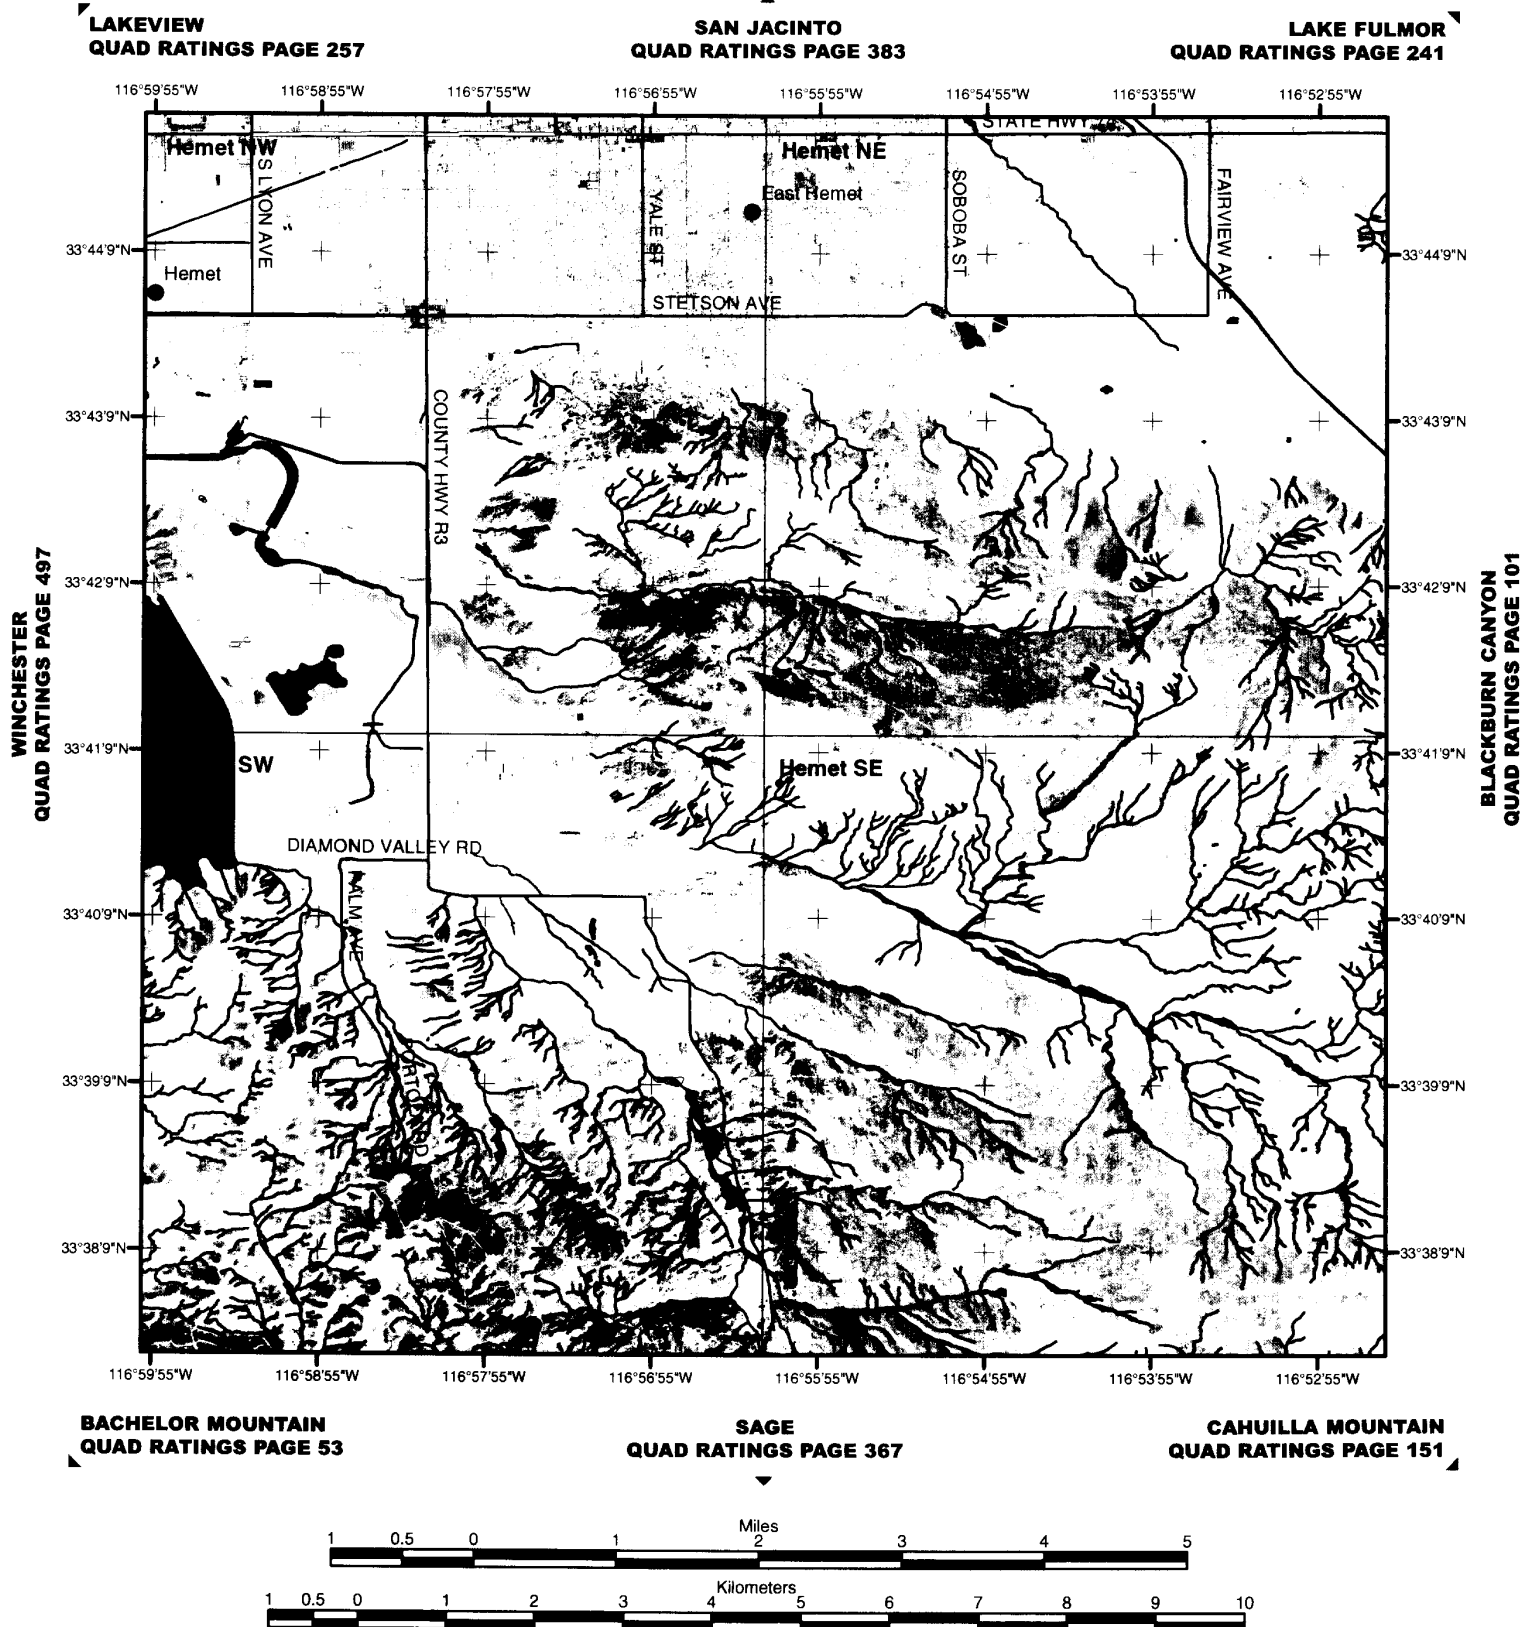 LAKEVIEW
QUAD RATINGS PAGE 257
SAN JACINTO
QUAD RATINGS PAGE 383
LAKE FULMOR
QUAD RATINGS PAGE 241
116°59'55"W 116°58'55"W 116°57'55"W 116°56'55"W 116°55'55"W 116°54'55"W 116°53'55"W 116°52'55"W
STATE HWY
Hemet NW
Hemet NE
S LYON AVE
YALE ST
East Hemet
SOBOBA ST
FAIRVIEW AVE
33°44'9"N
33°44'9"W
Hemet
STETSON AVE
COUNTY HWY R3
33°43'9"N
33°43'9"W
33°42'9"N
33°42'9"W
WINCHESTER
QUAD RATINGS PAGE 497
BLACKBURN CANYON
QUAD RATINGS PAGE 101
33°41'9"N
33°41'9"W
SW
Hemet SE
DIAMOND VALLEY RD
PALM AVE
33°40'9"N
33°40'9"W
33°39'9"N
33°39'9"W
33°38'9"N
33°38'9"W
116°59'55"W 116°58'55"W 116°57'55"W 116°56'55"W 116°55'55"W 116°54'55"W 116°53'55"W 116°52'55"W
BACHELOR MOUNTAIN
QUAD RATINGS PAGE 53
SAGE
QUAD RATINGS PAGE 367
CAHUILLA MOUNTAIN
QUAD RATINGS PAGE 151
Miles
1 0.5 0 1 2 3 4 5
Kilometers
1 0.5 0 1 2 3 4 5 6 7 8 9 10